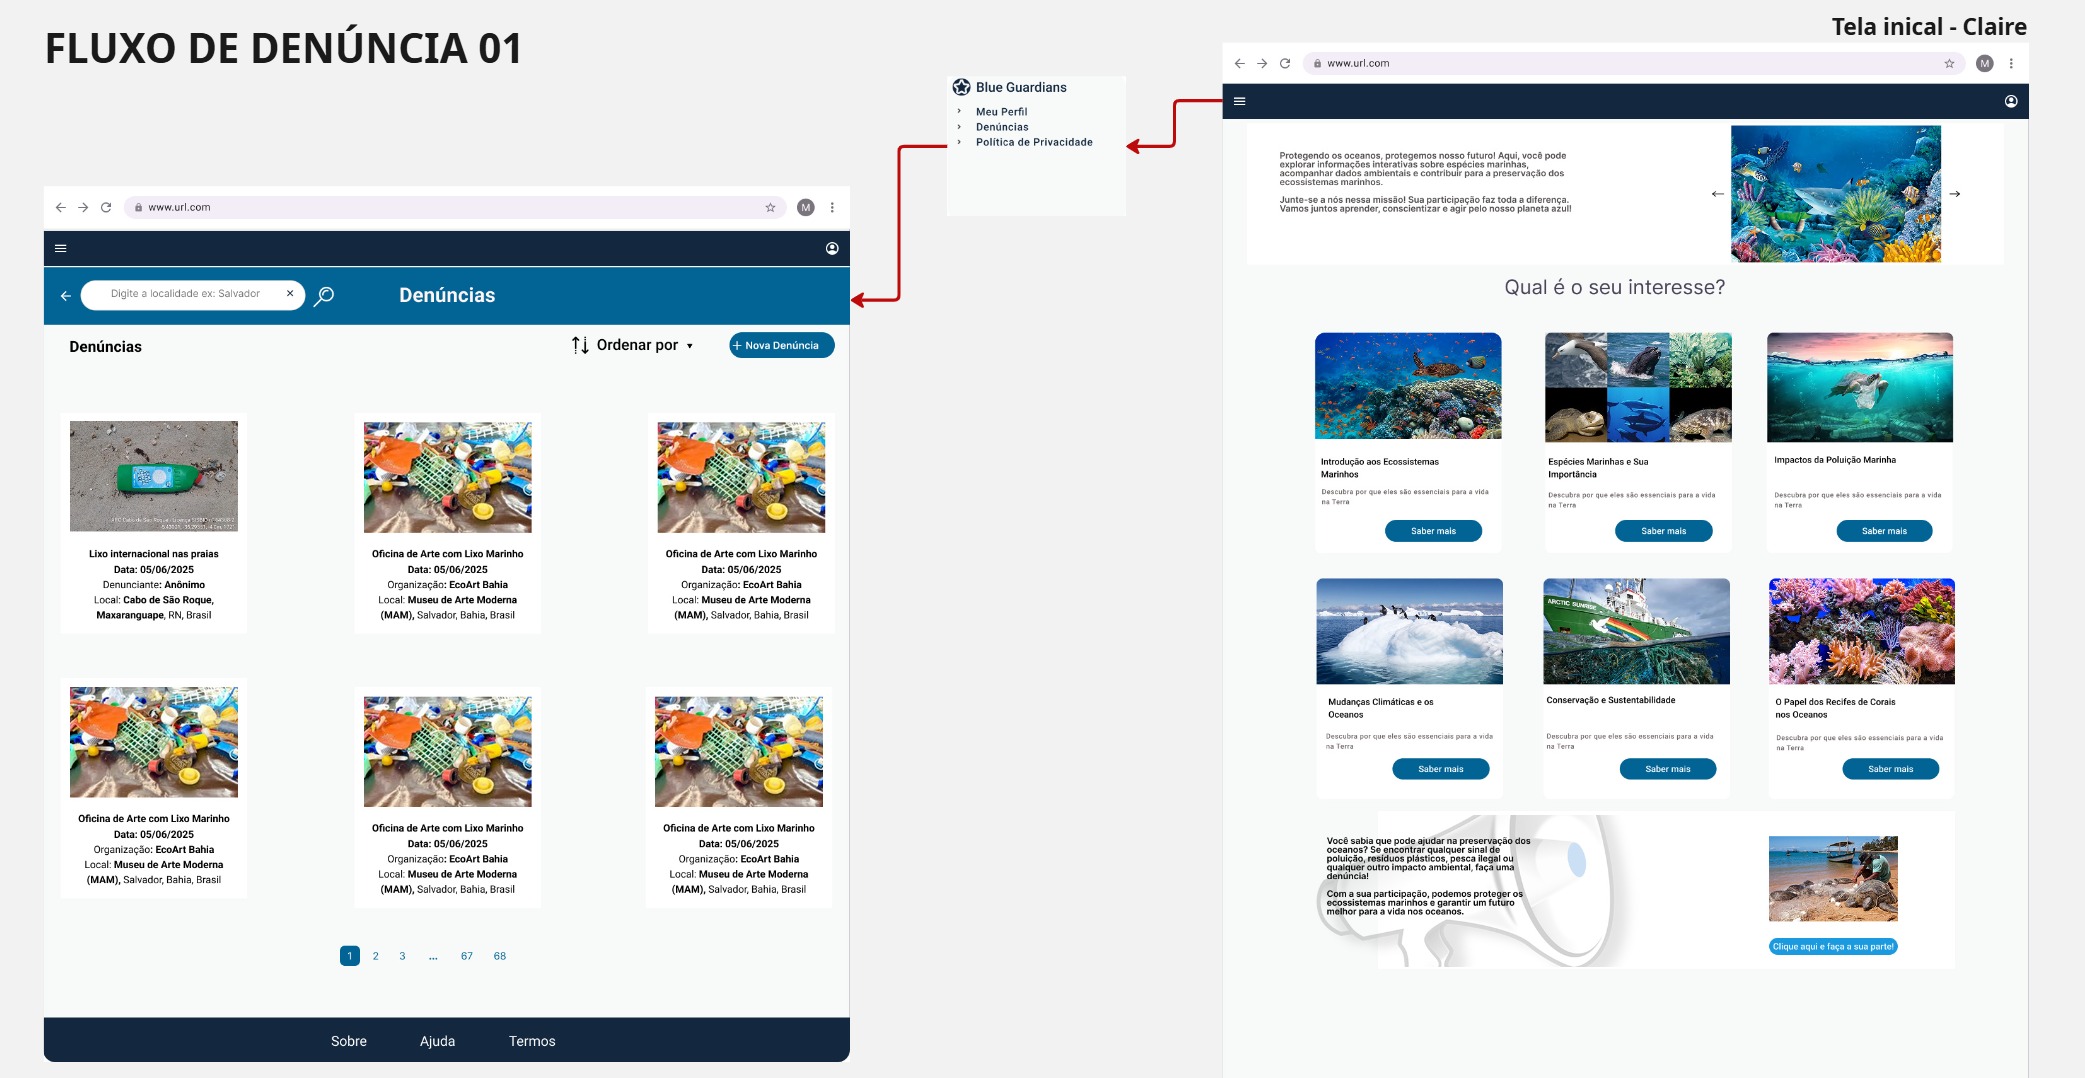 FLUXO DE DENÚNCIA 01
Tela inical - Claire
Blue Guardians
Meu Perfil
Denúncias
Política de Privacidade
www.url.com
M
Digite a localidade ex: Salvador
Denúncias
Denúncias
Ordenar por
+ Nova Denúncia
Lixo internacional nas praias
Data: 05/06/2025
Denunciante: Anônimo
Local: Cabo de São Roque,
Maxaranguape, RN, Brasil
Oficina de Arte com Lixo Marinho
Data: 05/06/2025
Organização: EcoArt Bahia
Local: Museu de Arte Moderna
(MAM), Salvador, Bahia, Brasil
Oficina de Arte com Lixo Marinho
Data: 05/06/2025
Organização: EcoArt Bahia
Local: Museu de Arte Moderna
(MAM), Salvador, Bahia, Brasil
Oficina de Arte com Lixo Marinho
Data: 05/06/2025
Organização: EcoArt Bahia
Local: Museu de Arte Moderna
(MAM), Salvador, Bahia, Brasil
Oficina de Arte com Lixo Marinho
Data: 05/06/2025
Organização: EcoArt Bahia
Local: Museu de Arte Moderna
(MAM), Salvador, Bahia, Brasil
Oficina de Arte com Lixo Marinho
Data: 05/06/2025
Organização: EcoArt Bahia
Local: Museu de Arte Moderna
(MAM), Salvador, Bahia, Brasil
1 2 3 ... 67 68
Sobre Ajuda Termos
www.url.com
M
Protegendo os oceanos, protegemos nosso futuro! Aqui, você pode
explorar informações interativas sobre espécies marinhas,
acompanhar dados ambientais e contribuir para a preservação dos
ecossistemas marinhos.
Junte-se a nós nessa missão! Sua participação faz toda a diferença.
Vamos juntos aprender, conscientizar e agir pelo nosso planeta azul!
Qual é o seu interesse?
Introdução aos Ecossistemas
Marinhos
Descubra por que eles são essenciais para a vida
na Terra
Saber mais
Espécies Marinhas e Sua
Importância
Descubra por que eles são essenciais para a vida
na Terra
Saber mais
Impactos da Poluição Marinha
Descubra por que eles são essenciais para a vida
na Terra
Saber mais
Mudanças Climáticas e os
Oceanos
Descubra por que eles são essenciais para a vida
na Terra
Saber mais
ARCTIC SUNRISE
Conservação e Sustentabilidade
Descubra por que eles são essenciais para a vida
na Terra
Saber mais
O Papel dos Recifes de Corais
nos Oceanos
Descubra por que eles são essenciais para a vida
na Terra
Saber mais
Você sabia que pode ajudar na preservação dos
oceanos? Se encontrar qualquer sinal de
poluição, resíduos plásticos, pesca ilegal ou
qualquer outro impacto ambiental, faça uma
denúncia!
Com a sua participação, podemos proteger os
ecossistemas marinhos e garantir um futuro
melhor para a vida nos oceanos.
Clique aqui e faça a sua parte!